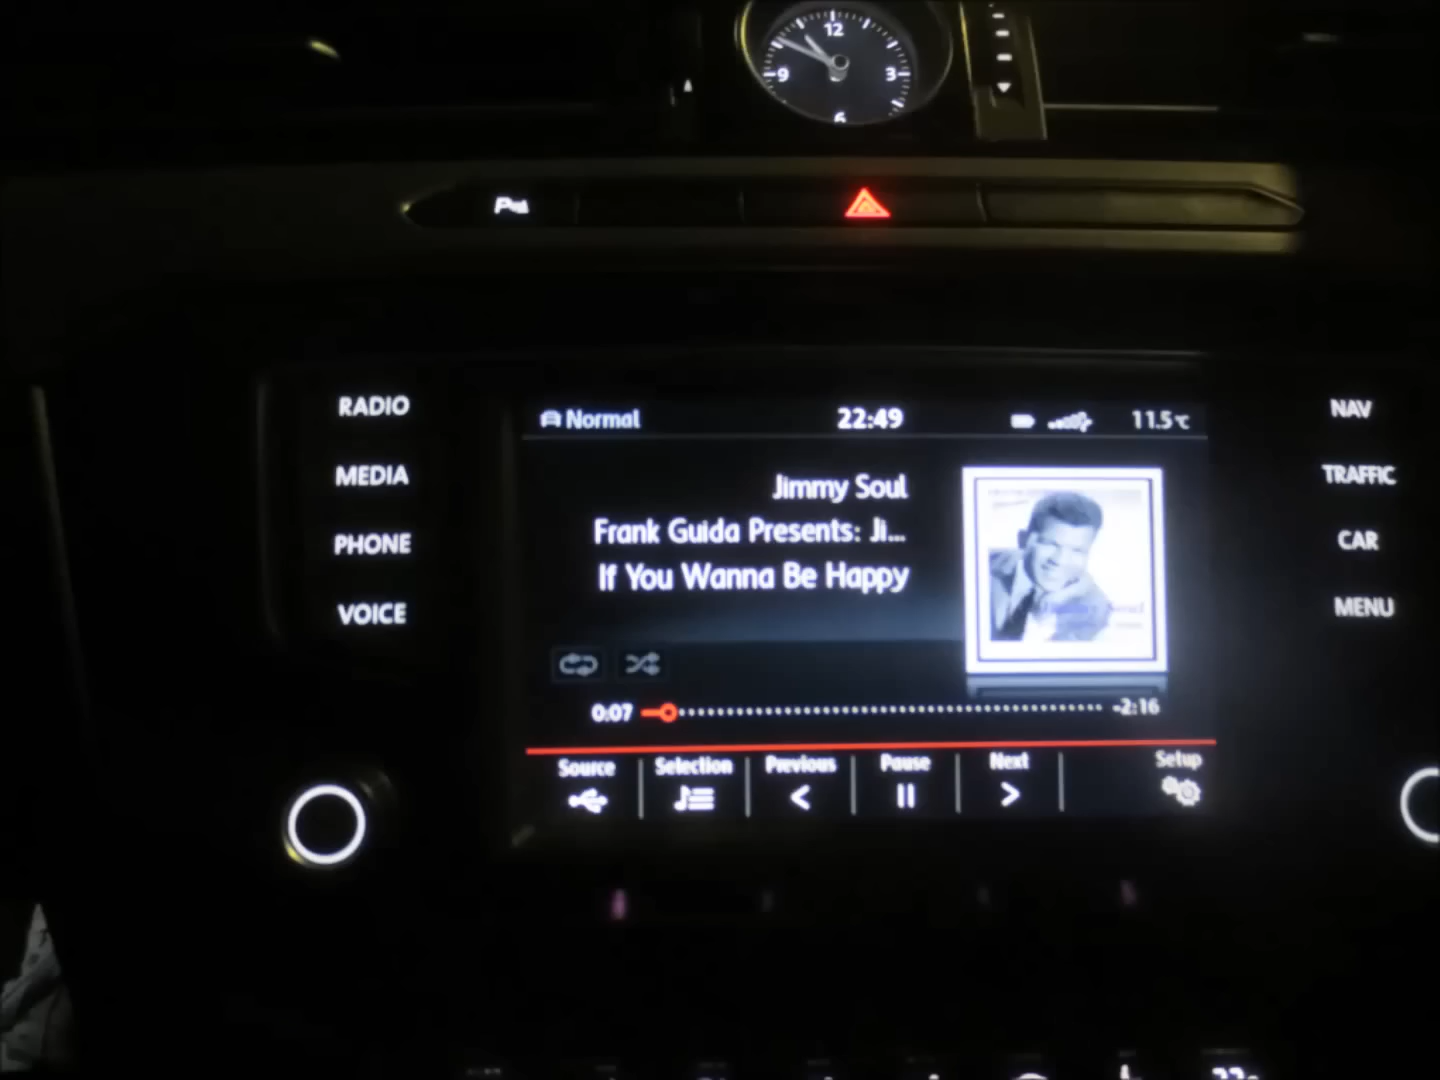 12
9 3
6
P
RADIO
MEDIA
PHONE
VOICE
Normal 22:49 11.5°C
Jimmy Soul
Frank Guida Presents: Ji...
If You Wanna Be Happy
Jimmy Soul
0:07 -2:16
Source Selection Previous Pause Next Setup
NAV
TRAFFIC
CAR
MENU